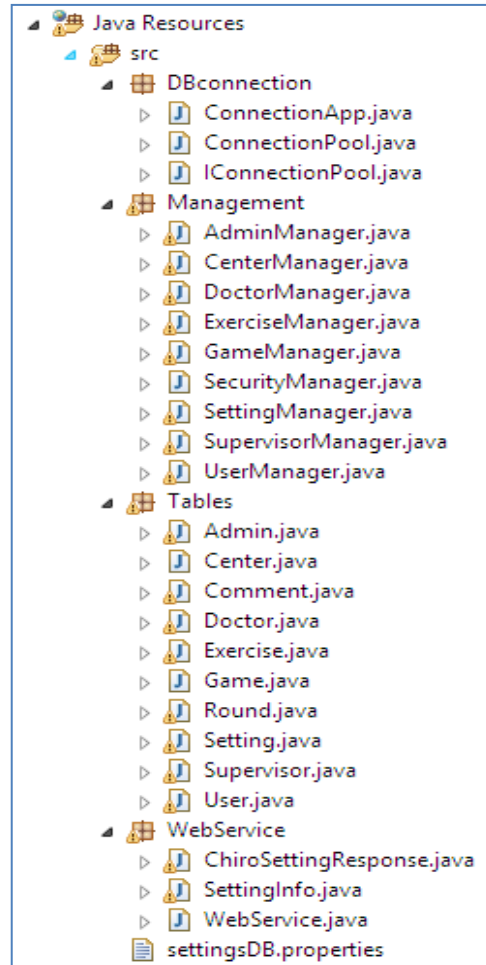 Java Resources
src
DBconnection
ConnectionApp.java
ConnectionPool.java
IConnectionPool.java
Management
AdminManager.java
CenterManager.java
DoctorManager.java
ExerciseManager.java
GameManager.java
SecurityManager.java
SettingManager.java
SupervisorManager.java
UserManager.java
Tables
Admin.java
Center.java
Comment.java
Doctor.java
Exercise.java
Game.java
Round.java
Setting.java
Supervisor.java
User.java
WebService
ChiroSettingResponse.java
SettingInfo.java
WebService.java
settingsDB.properties